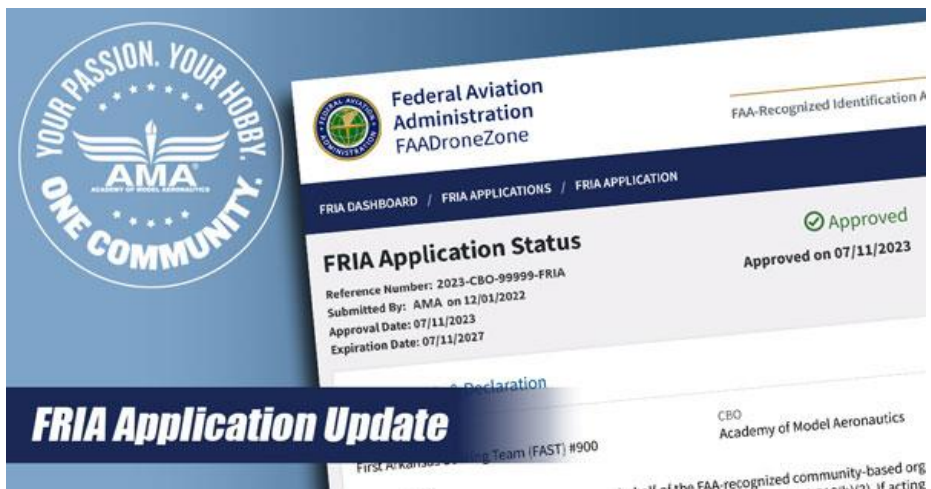 YOUR PASSION. YOUR HOBBY.
AMA
ACADEMY OF MODEL AERONAUTICS
ONE COMMUNITY.
Federal Aviation
Administration
FAADroneZone
FAA-Recognized Identification
FRIA DASHBOARD / FRIA APPLICATIONS / FRIA APPLICATION
FRIA Application Status
Approved
Reference Number: 2023-CBO-99999-FRIA
Approved on 07/11/2023
Submitted By: AMA on 12/01/2022
Approval Date: 07/11/2023
Expiration Date: 07/11/2027
Declaration
FRIA Application Update
CBO
Academy of Model Aeronautics
First Team (FAST) #900
of the FAA-recognized community-based
If acting